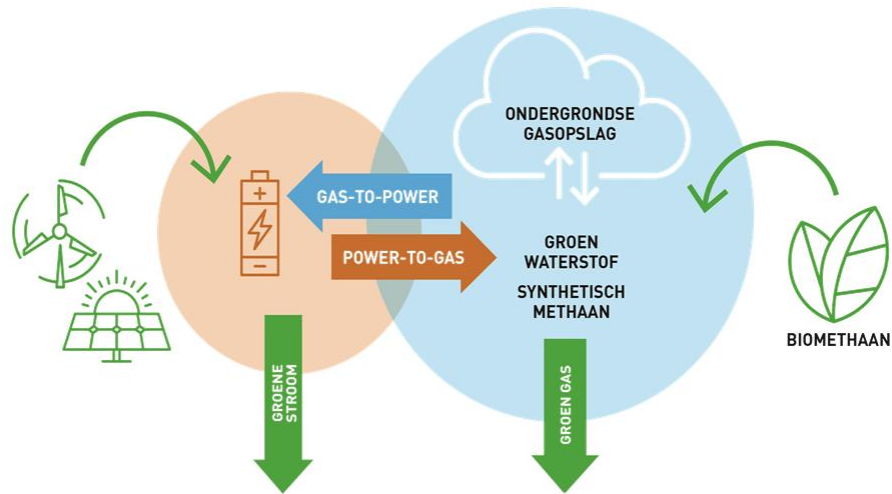 ONDERGRONDSE
GASOPSLAG
GAS-TO-POWER
POWER-TO-GAS
GROEN
WATERSTOF
SYNTHETISCH
METHAAN
BIOMETHAAN
GROENE
STROOM
GROEN GAS